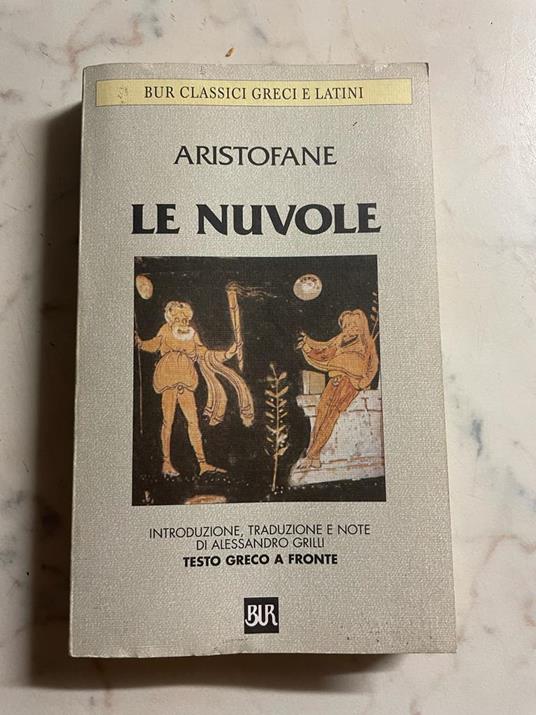 BUR CLASSICI GRECI E LATINI
ARISTOFANE
LE NUVOLE
INTRODUZIONE, TRADUZIONE E NOTE
DI ALESSANDRO GRILLI
TESTO GRECO A FRONTE
BUR